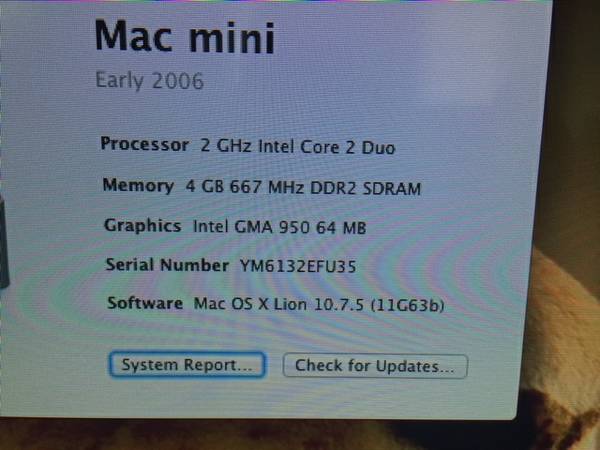 Mac mini
Early 2006
Processor 2 GHz Intel Core 2 Duo
Memory 4 GB 667 MHz DDR2 SDRAM
Graphics Intel GMA 950 64 MB
Serial Number YM6132EFU35
Software Mac OS X Lion 10.7.5 (11G63b)
System Report... Check for Updates...